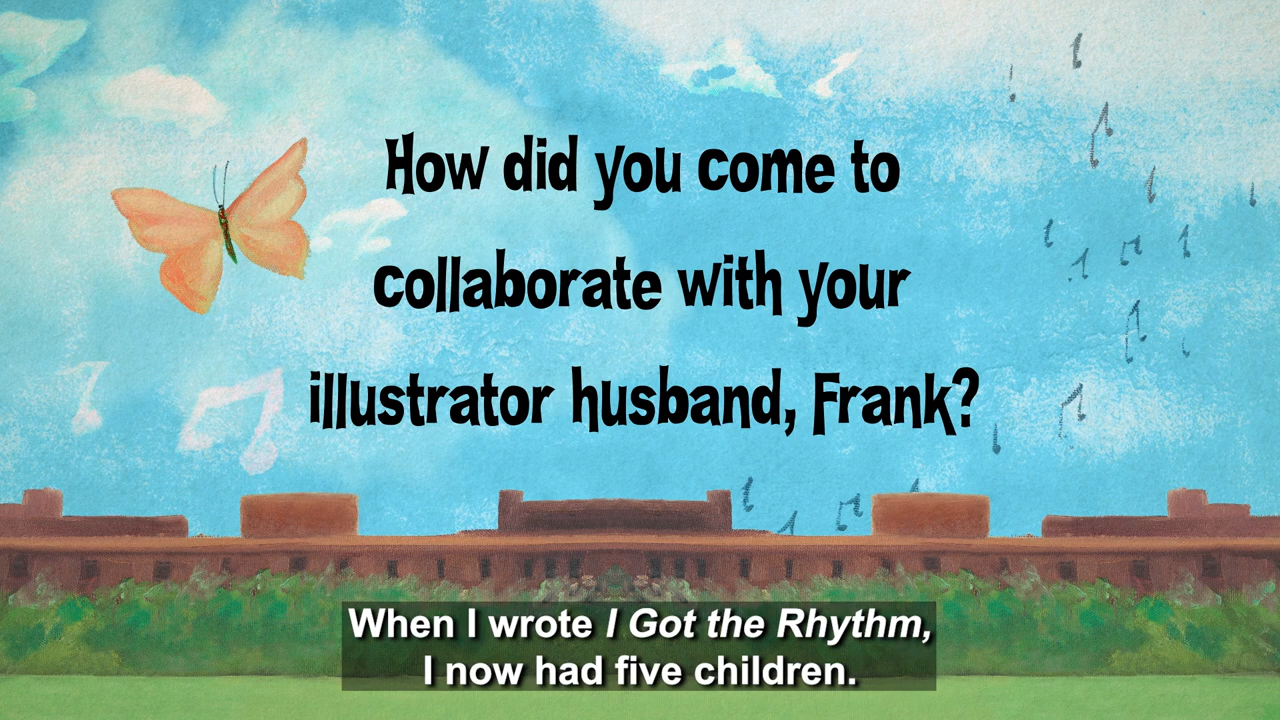 How did you come to
collaborate with your
illustrator husband, Frank?
When I wrote I Got the Rhythm,
I now had five children.